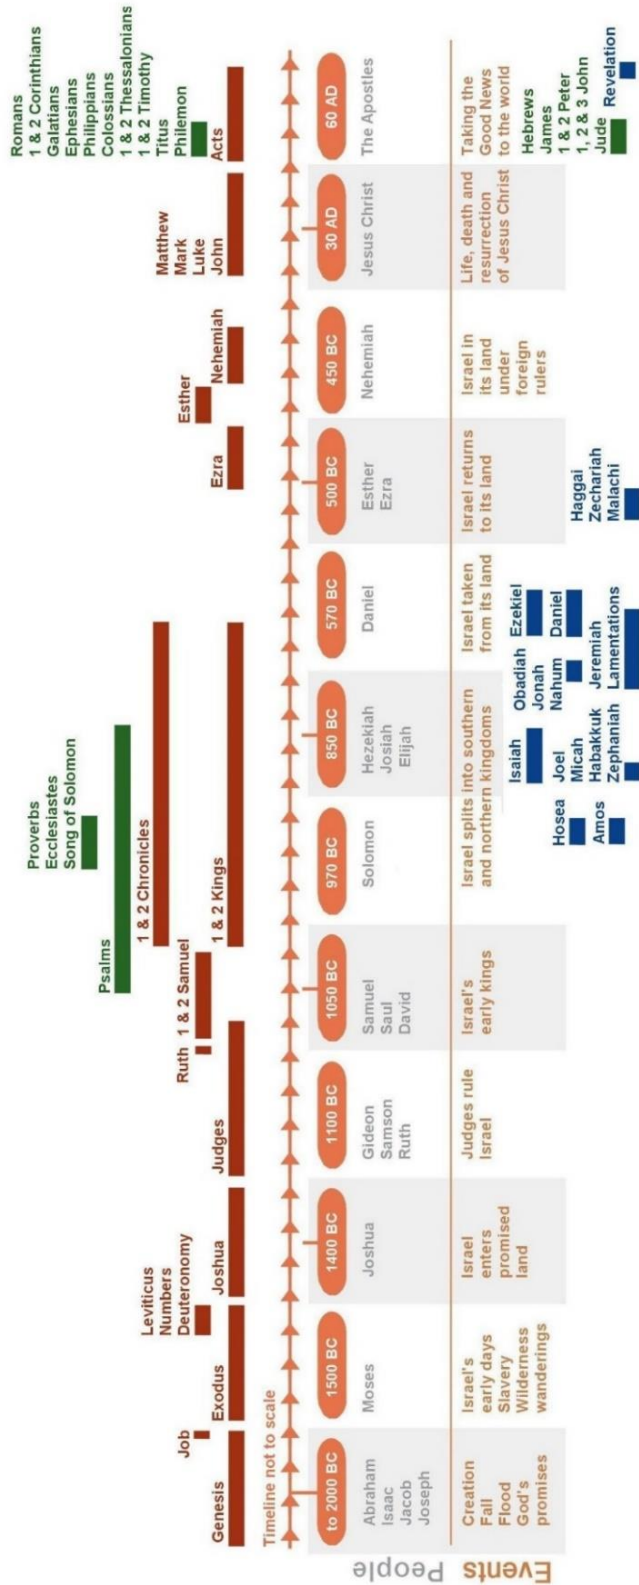 Proverbs
Ecclesiastes
Song of Solomon
Romans
1 & 2 Corinthians
Galatians
Ephesians
Philippians
Colossians
1 & 2 Thessalonians
1 & 2 Timothy
Titus
Philemon
Psalms
1 & 2 Chronicles
Matthew
Mark
Luke
John
Leviticus
Numbers
Deuteronomy
Job
Ruth
1 & 2 Samuel
Esther
Genesis
Exodus
Joshua
Judges
1 & 2 Kings
Ezra
Nehemiah
Acts
Timeline not to scale
to 2000 BC
1500 BC
1400 BC
1100 BC
1050 BC
970 BC
850 BC
570 BC
500 BC
450 BC
30 AD
60 AD
People
Abraham
Isaac
Jacob
Joseph
Moses
Joshua
Gideon
Samson
Ruth
Samuel
Saul
David
Solomon
Hezekiah
Josiah
Elijah
Daniel
Esther
Ezra
Nehemiah
Jesus Christ
The Apostles
Events
Creation
Fall
Flood
God's
promises
Israel's
early days
Slavery
Wilderness
wanderings
Israel
enters
promised
land
Judges rule
Israel
Israel's
early kings
Israel splits into southern
and northern kingdoms
Israel taken
from its land
Israel returns
to its land
Israel in
its land
under
foreign
rulers
Life, death and
resurrection
of Jesus Christ
Taking the
Good News
to the world
Hosea
Amos
Isaiah
Joel
Micah
Habakkuk
Zephaniah
Obadiah
Jonah
Nahum
Jeremiah
Lamentations
Ezekiel
Daniel
Haggai
Zechariah
Malachi
Hebrews
James
1 & 2 Peter
1, 2 & 3 John
Jude
Revelation